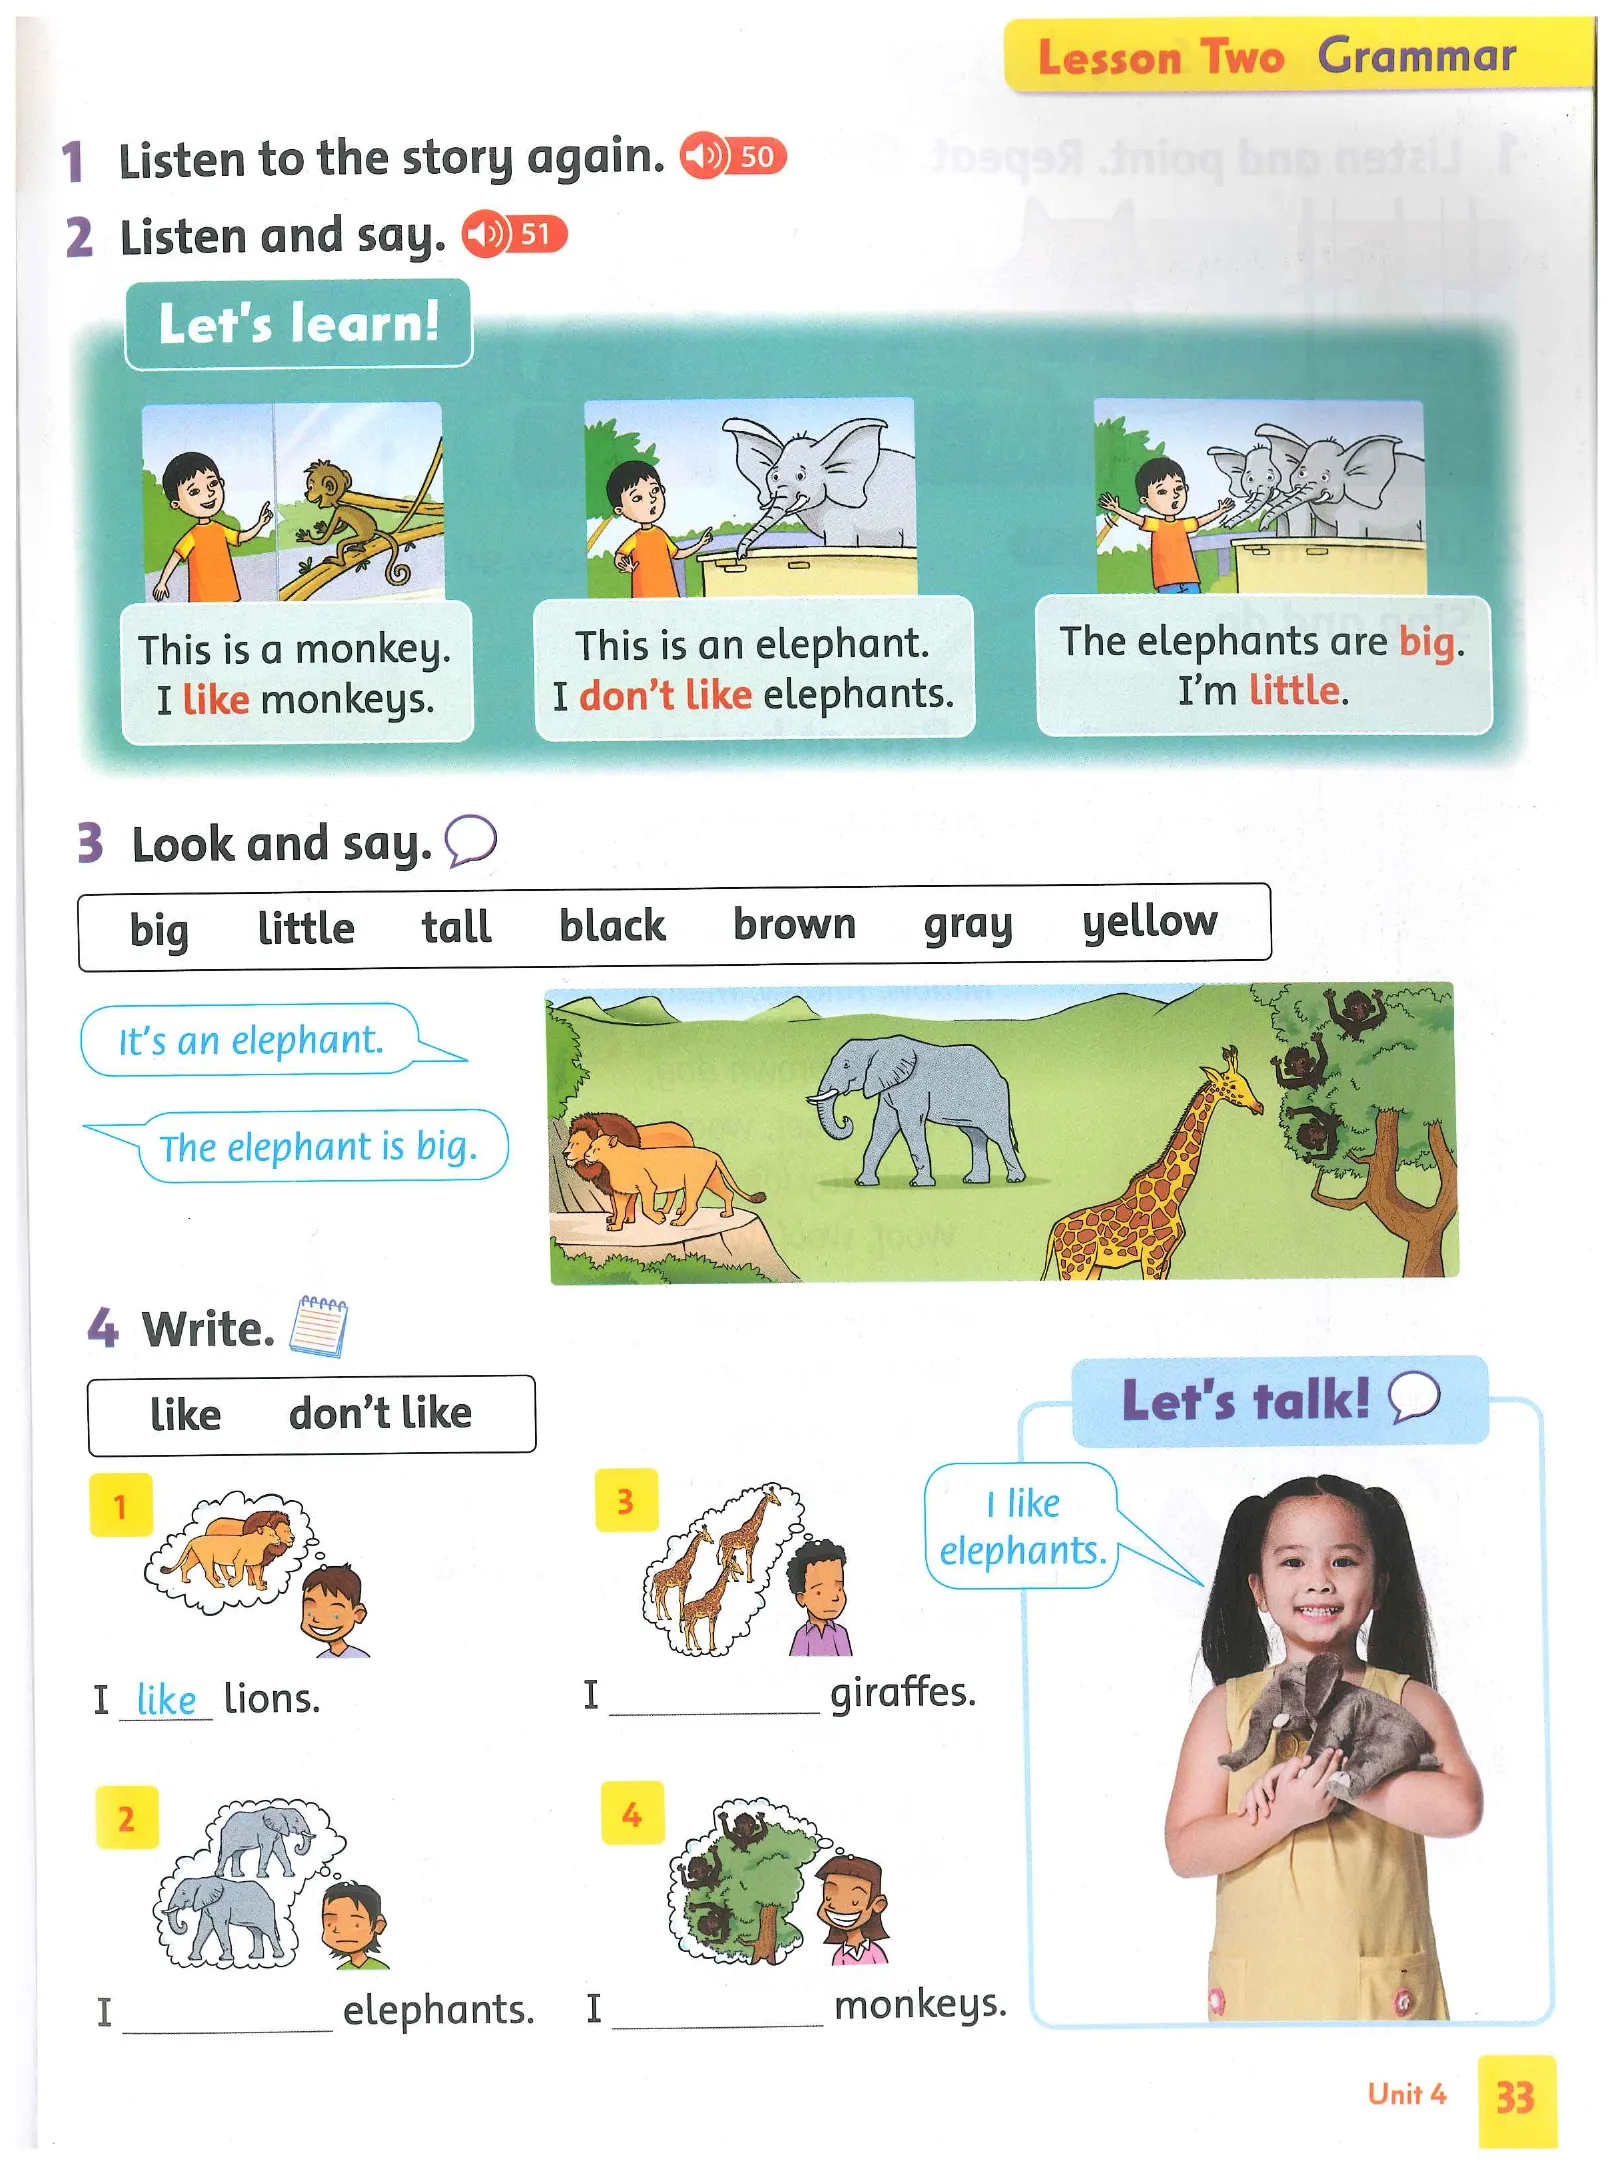 Lesson Two Grammar
1 Listen to the story again. 50
2 Listen and say. 51
Let's learn!
This is a monkey.
I like monkeys.
This is an elephant.
I don't like elephants.
The elephants are big.
I'm little.
3 Look and say.
big little tall black brown gray yellow
It's an elephant.
The elephant is big.
4 Write.
like don't like
1
I like lions.
2
I ____________ elephants.
3
I ____________ giraffes.
4
I ____________ monkeys.
Let's talk!
I like
elephants.
Unit 4 33